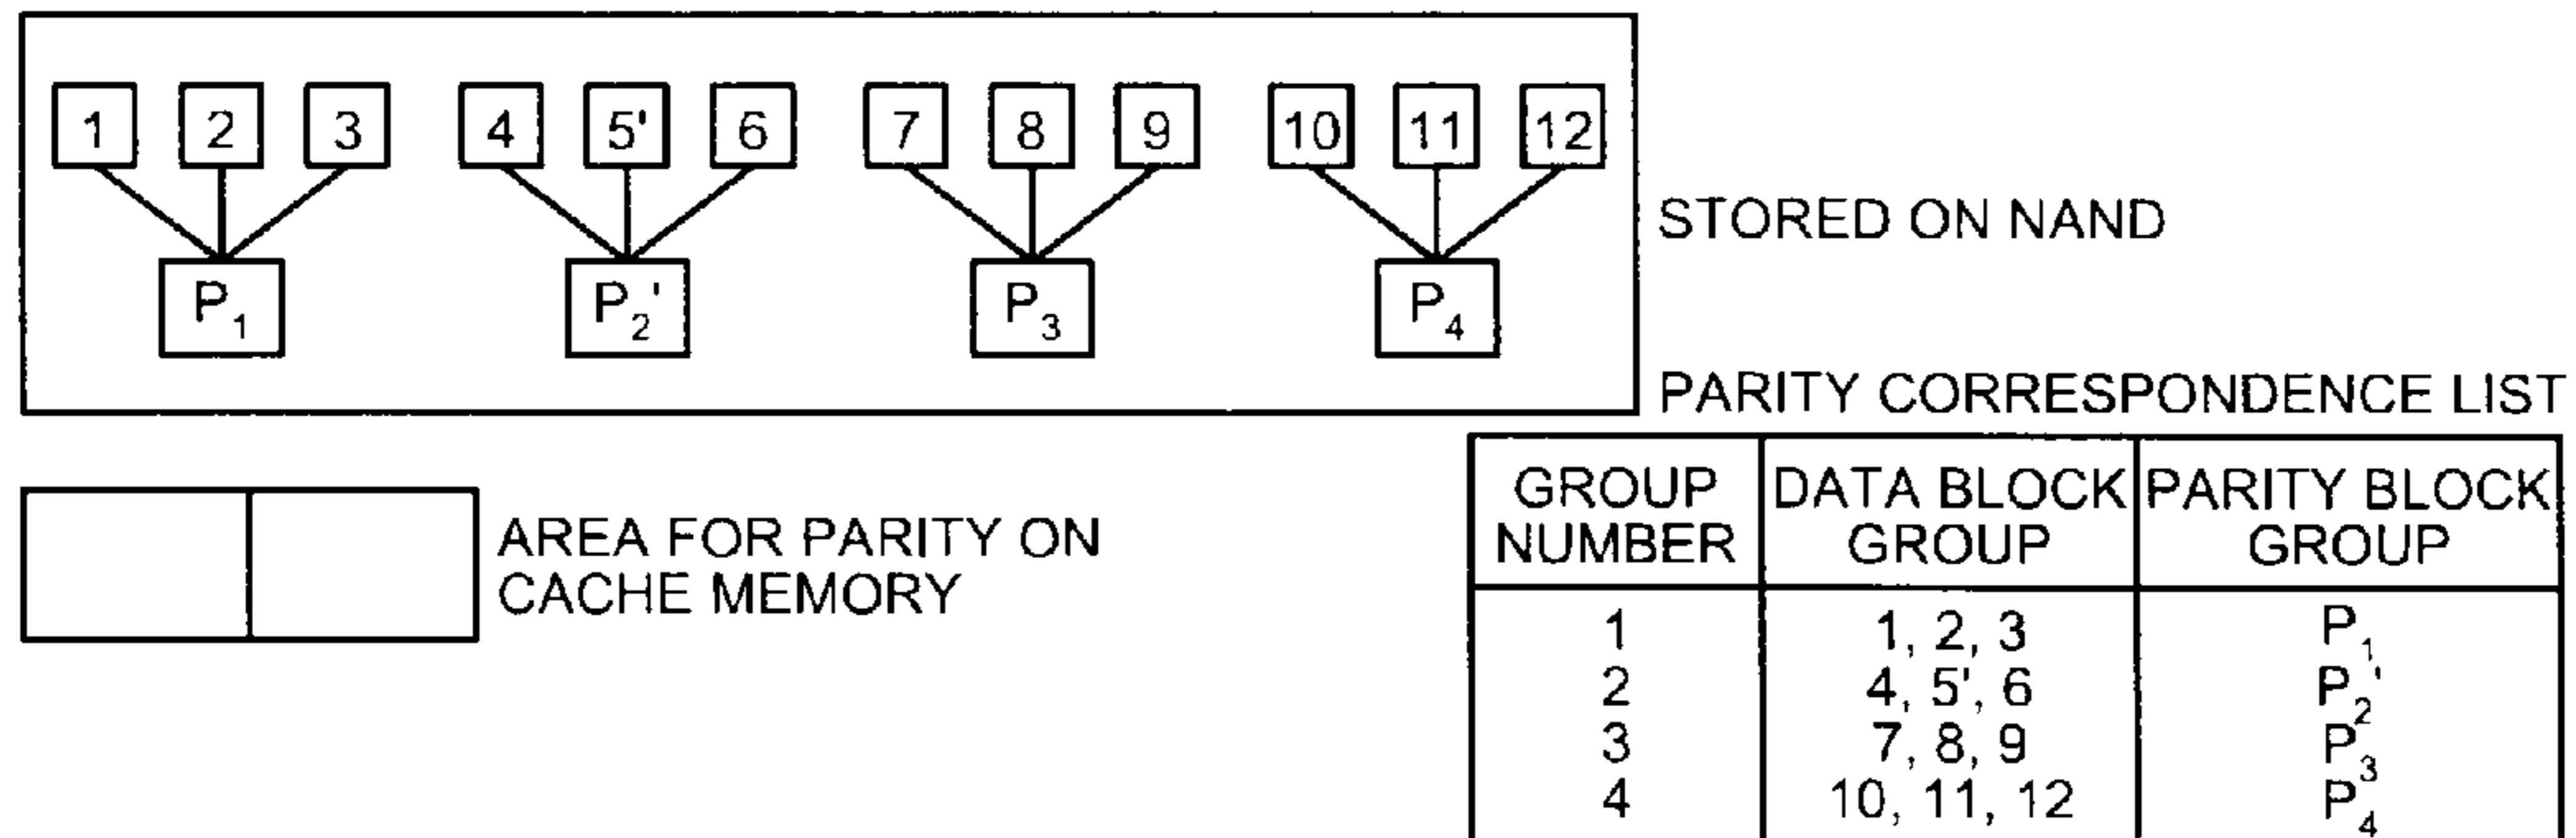 1 2 3 4 5' 6 7 8 9 10 11 12
P₁ P₂' P₃ P₄
STORED ON NAND
PARITY CORRESPONDENCE LIST
AREA FOR PARITY ON
CACHE MEMORY
GROUP NUMBER DATA BLOCK GROUP PARITY BLOCK GROUP
1 1, 2, 3 P₁
2 4, 5', 6 P₂'
3 7, 8, 9 P₃
4 10, 11, 12 P₄